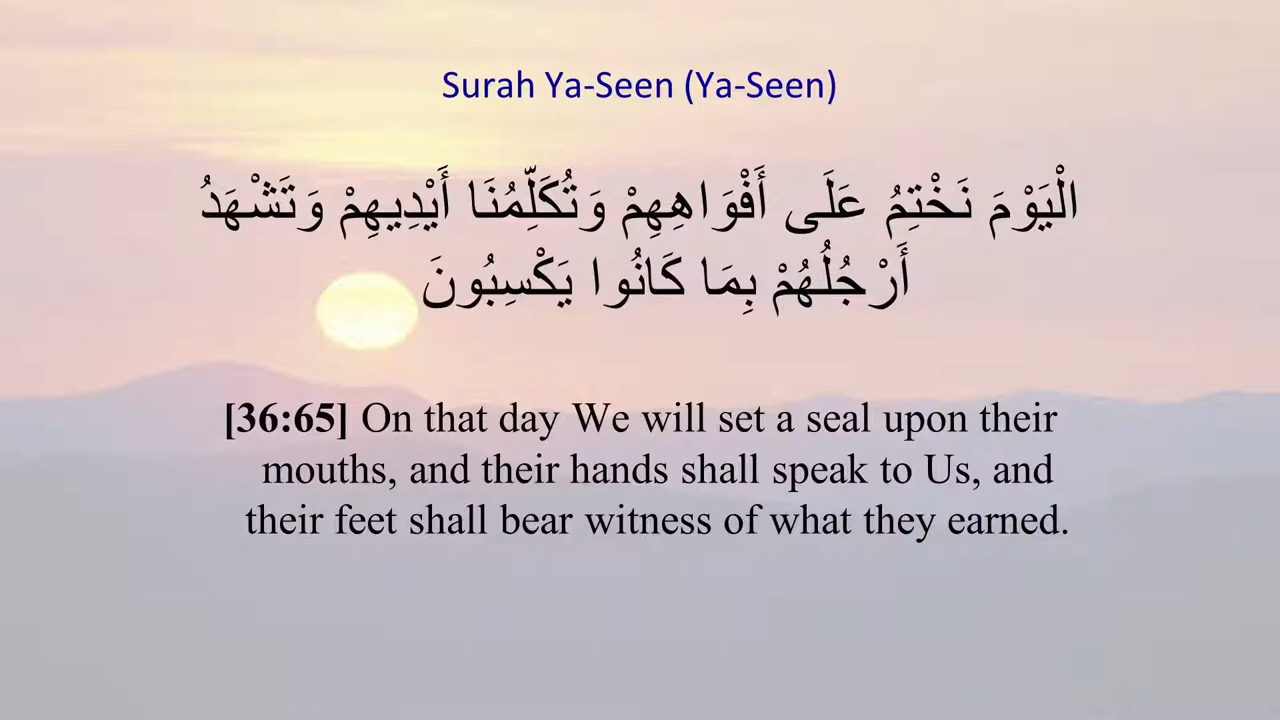 Surah Ya-Seen (Ya-Seen)
الْيَوْمَ نَخْتِمُ عَلَى أَفْوَاهِهِمْ وَتُكَلِّمُنَا أَيْدِيهِمْ وَتَشْهَدُ
أَرْجُلُهُمْ بِمَا كَانُوا يَكْسِبُونَ
[36:65] On that day We will set a seal upon their
mouths, and their hands shall speak to Us, and
their feet shall bear witness of what they earned.